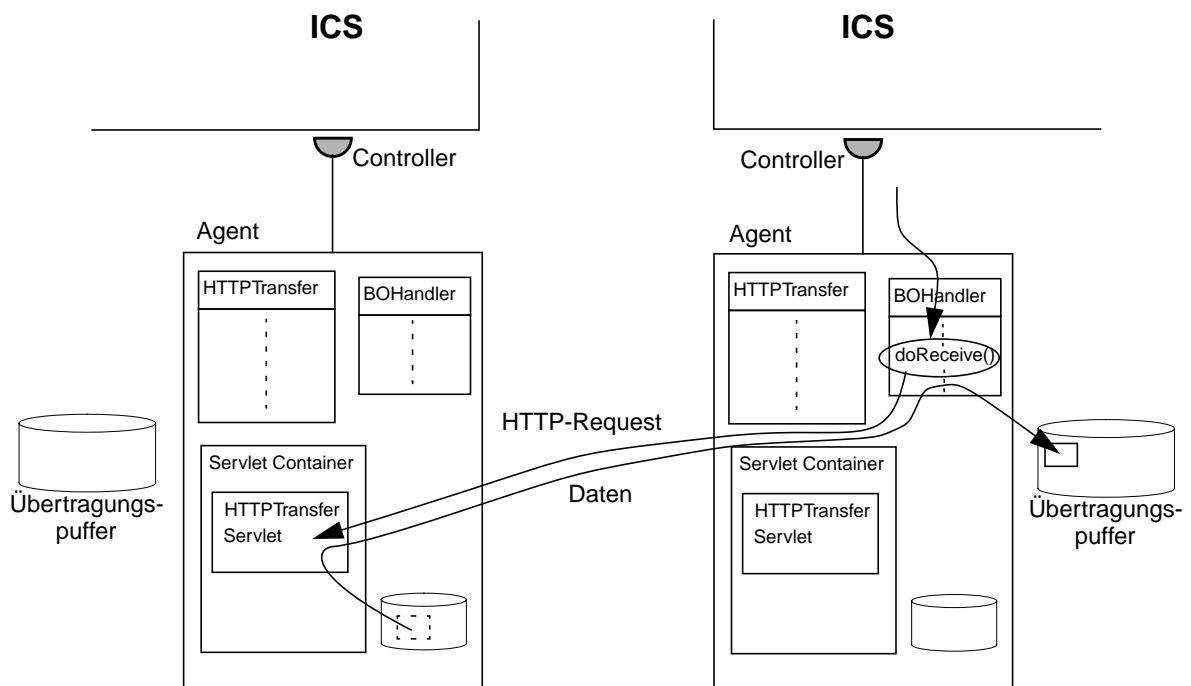 ICS
ICS
Controller
Controller
Agent
Agent
HTTPTransfer
BOHandler
HTTPTransfer
BOHandler
doReceive()
HTTP-Request
Servlet Container
Servlet Container
Übertragungs-
puffer
Daten
Übertragungs-
puffer
HTTPTransfer
Servlet
HTTPTransfer
Servlet